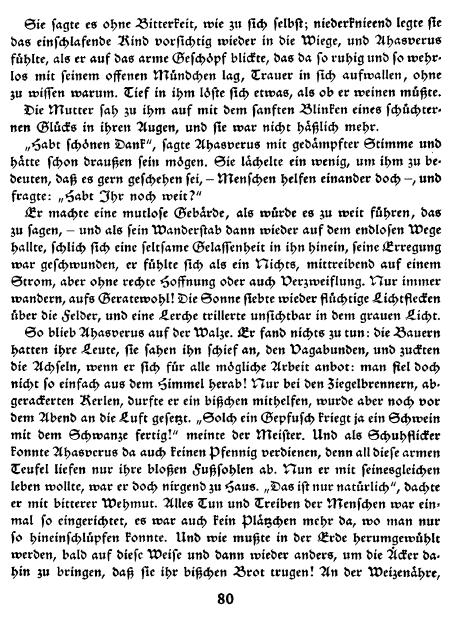 Sie sagte es ohne Bitterkeit, wie zu sich selbst; niederknieend legte sie
das einschlafende Kind vorsichtig wieder in die Wiege, und Ahasverus
fühlte, als er auf das arme Geschöpf blickte, das da so ruhig und so wehr-
los mit seinem offenen Mündchen lag, Trauer in sich aufwallen, ohne
zu wissen warum. Tief in ihm löste sich etwas, als ob er weinen müßte.
Die Mutter sah zu ihm auf mit dem sanften Blinken eines schüchter-
nen Glücks in ihren Augen, und sie war nicht häßlich mehr.
„Habt schönen Dank“, sagte Ahasverus mit gedämpfter Stimme und
hätte schon draußen sein mögen. Sie lächelte ein wenig, um ihm zu be-
deuten, daß es gern geschehen sei, – Menschen helfen einander doch –, und
fragte: „Habt Ihr noch weit?“
Er machte eine mutlose Gebärde, als würde es zu weit führen, das
zu sagen, – und als sein Wanderstab dann wieder auf dem endlosen Wege
hallte, schlich sich eine seltsame Gelassenheit in ihn hinein, seine Erregung
war geschwunden, er fühlte sich als ein Nichts, mittreibend auf einem
Strom, aber ohne rechte Hoffnung oder auch Verzweiflung. Nur immer
wandern, aufs Geratewohl! Die Sonne siebte wieder flüchtige Lichtflecken
über die Felder, und eine Lerche trillerte unsichtbar in dem grauen Licht.
So blieb Ahasverus auf der Walze. Er fand nichts zu tun: die Bauern
hatten ihre Leute, sie sahen ihn schief an, den Vagabunden, und zuckten
die Achseln, wenn er sich für alle mögliche Arbeit anbot: man fiel doch
nicht so einfach aus dem Himmel herab! Nur bei den Ziegelbrennern, ab-
gerackerten Kerlen, durfte er ein bißchen mithelfen, wurde aber noch vor
dem Abend an die Luft gesetzt. „Solch ein Gepfusch kriegt ja ein Schwein
mit dem Schwanze fertig!“ meinte der Meister. Und als Schuhflicker
konnte Ahasverus da auch keinen Pfennig verdienen, denn all diese armen
Teufel liefen nur ihre bloßen Fußsohlen ab. Nun er mit seinesgleichen
leben wollte, war er doch nirgend zu Haus. „Das ist nur natürlich“, dachte
er mit bitterer Wehmut. Alles Tun und Treiben der Menschen war ein-
mal so eingerichtet, es war auch kein Plätzchen mehr da, wo man nur
so hineinschlüpfen konnte. Und wie mußte in der Erde herumgewühlt
werden, bald auf diese Weise und dann wieder anders, um die Äcker da-
hin zu bringen, daß sie ihr bißchen Brot trugen! An der Weizenähre,
80